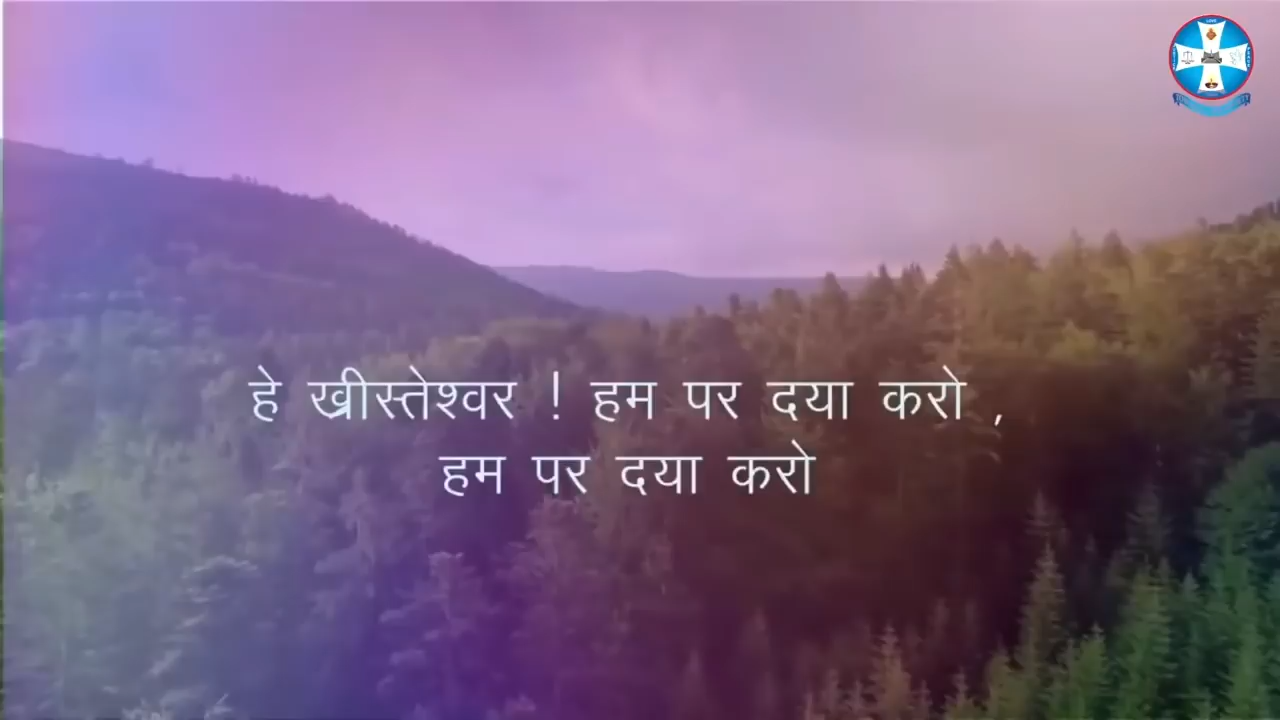 हे ख्रीस्तेश्वर ! हम पर दया करो ,
हम पर दया करो